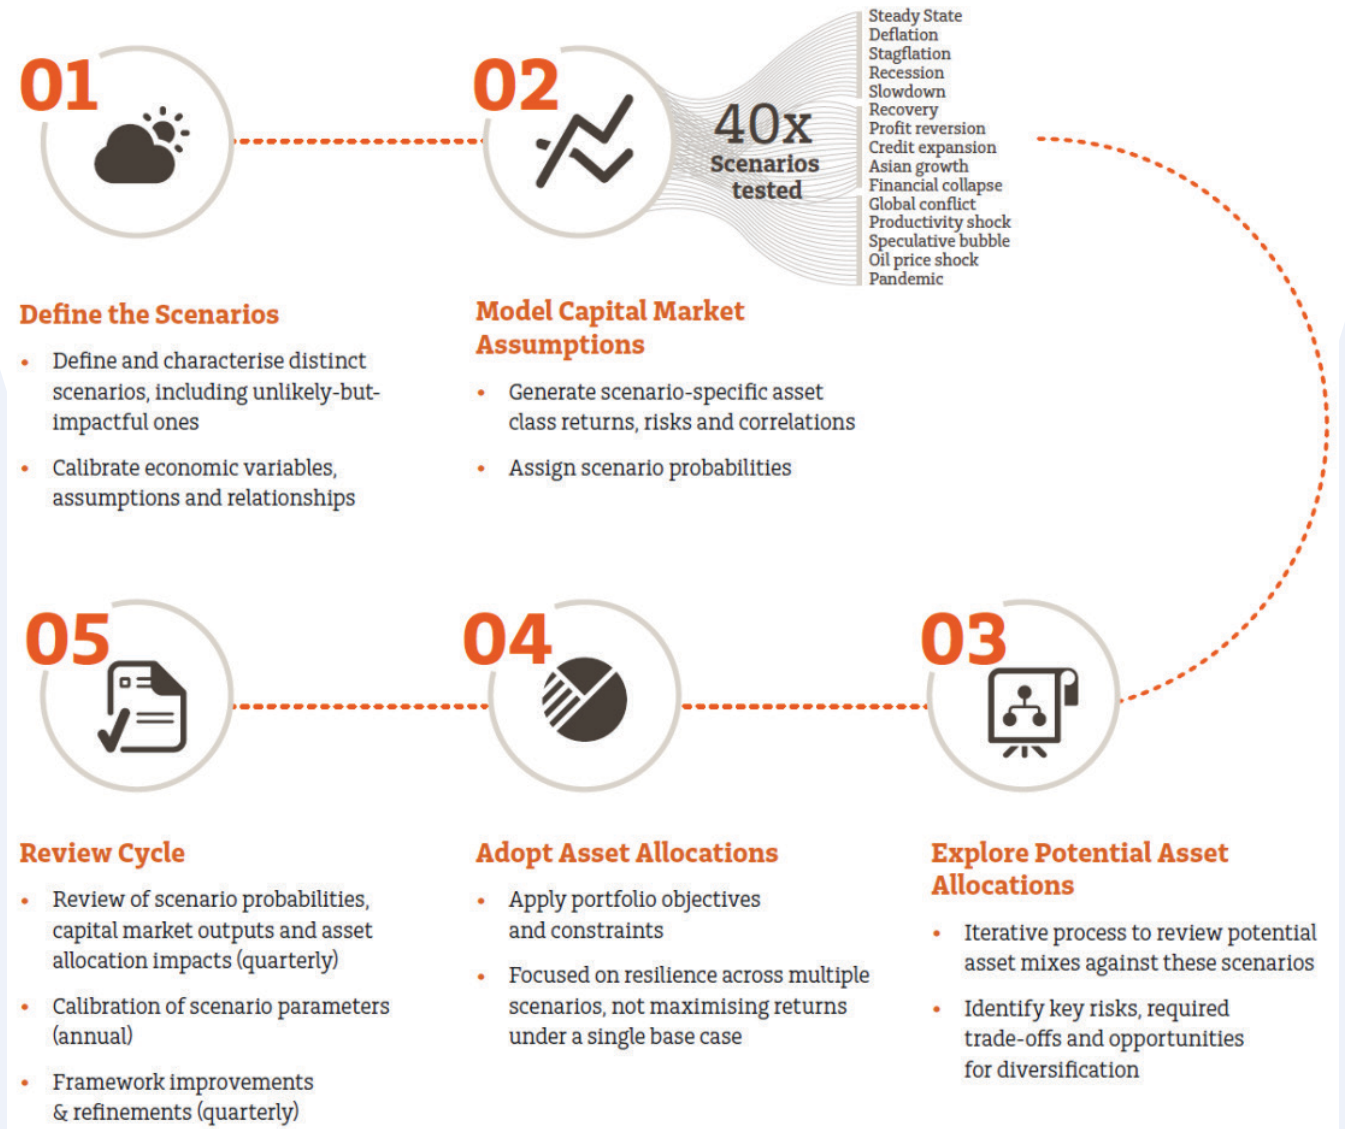 01
Define the Scenarios
• Define and characterise distinct
scenarios, including unlikely-but-
impactful ones
• Calibrate economic variables,
assumptions and relationships
02
40x
Scenarios
tested
Steady State
Deflation
Stagflation
Recession
Slowdown
Recovery
Profit reversion
Credit expansion
Asian growth
Financial collapse
Global conflict
Productivity shock
Speculative bubble
Oil price shock
Pandemic
Model Capital Market
Assumptions
• Generate scenario-specific asset
class returns, risks and correlations
• Assign scenario probabilities
03
Explore Potential Asset
Allocations
• Iterative process to review potential
asset mixes against these scenarios
• Identify key risks, required
trade-offs and opportunities
for diversification
04
Adopt Asset Allocations
• Apply portfolio objectives
and constraints
• Focused on resilience across multiple
scenarios, not maximising returns
under a single base case
05
Review Cycle
• Review of scenario probabilities,
capital market outputs and asset
allocation impacts (quarterly)
• Calibration of scenario parameters
(annual)
• Framework improvements
& refinements (quarterly)